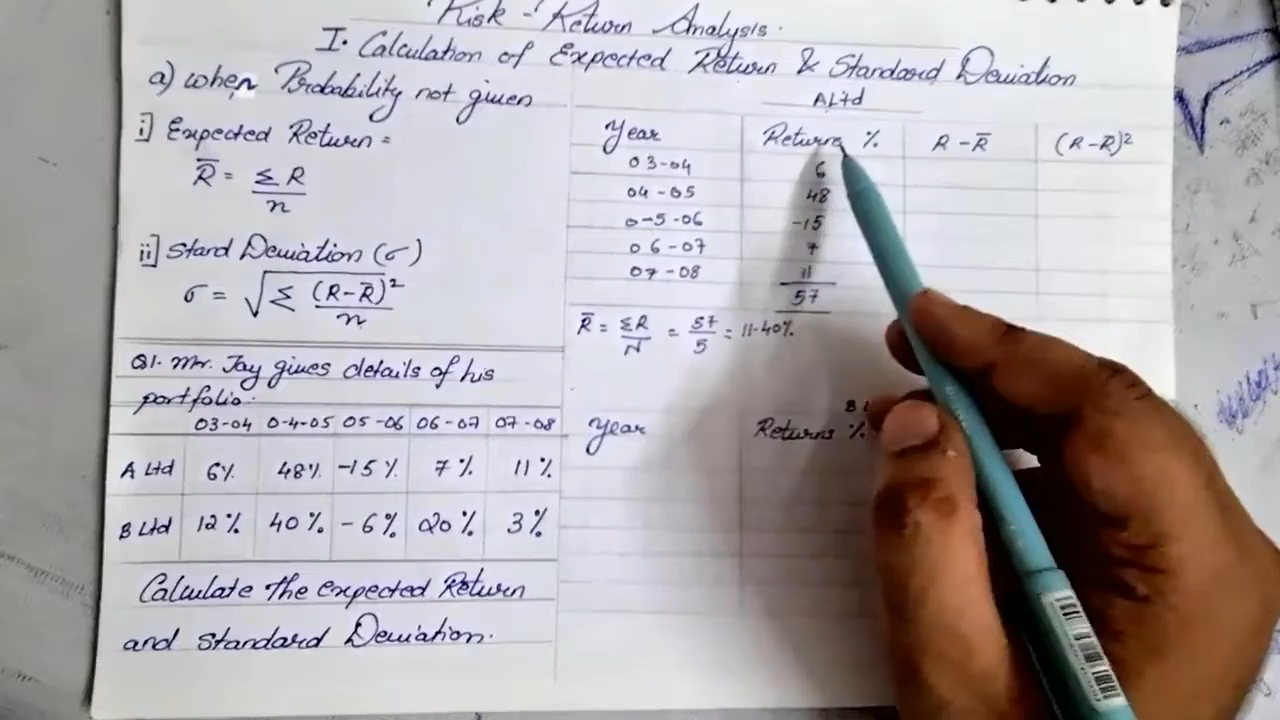 Risk - Return Analysis.
I. Calculation of Expected Return & Standard Deviation
a) when Probability not given
i] Expected Return =
R̅ = ΣR
n
ii] Stand Deviation (σ)
σ = √Σ (R-R̅)²
n
Q1. Mr. Jay gives details of his
portfolio.
03-04 0-4-05 05-06 06-07 07-08
A Ltd 6% 48% -15% 7% 11%
B Ltd 12% 40% -6% 20% 3%
Calculate the expected Return
and Standard Deviation.
A Ltd
Year Returns % R-R̅ (R-R̅)²
03-04 6
04-05 48
0-5-06 -15
06-07 7
07-08 11
57
R̅ = ΣR = 57 = 11.40%
N 5
B
Year Returns %